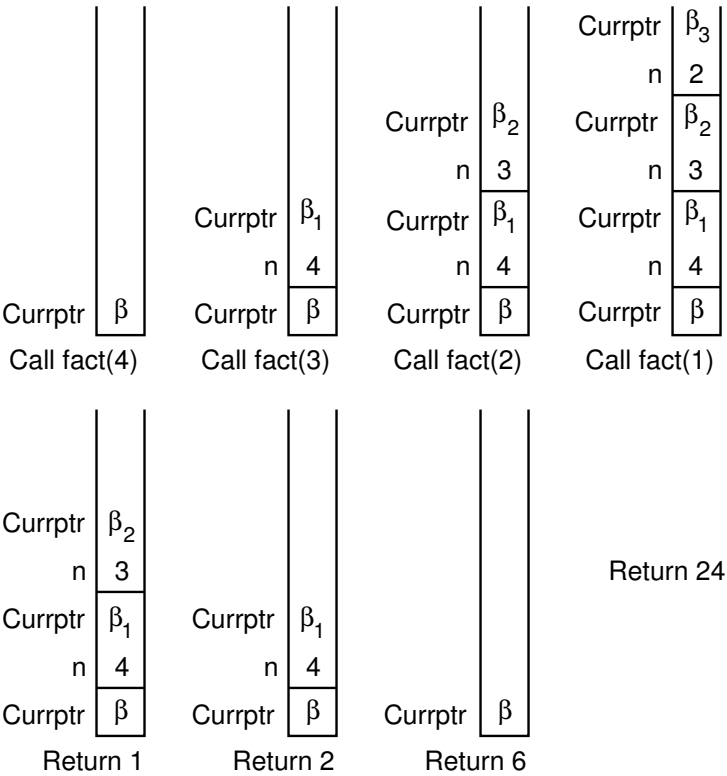 Currptr β3
n 2
Currptr β2 Currptr β2
n 3 n 3
Currptr β1 Currptr β1 Currptr β1
n 4 n 4 n 4
Currptr β Currptr β Currptr β Currptr β
Call fact(4) Call fact(3) Call fact(2) Call fact(1)
Currptr β2
n 3 Return 24
Currptr β1 Currptr β1
n 4 n 4
Currptr β Currptr β Currptr β
Return 1 Return 2 Return 6